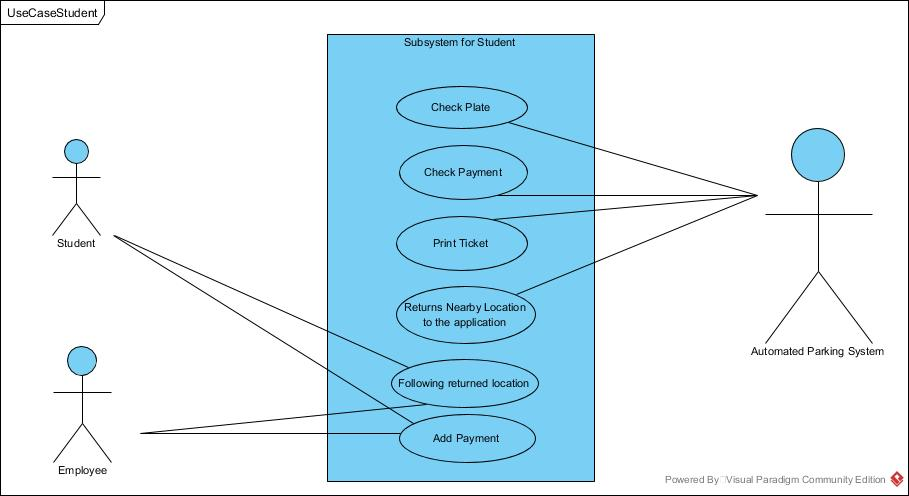 UseCaseStudent
Subsystem for Student
Check Plate
Check Payment
Student
Print Ticket
Returns Nearby Location
to the application
Automated Parking System
Following returned location
Add Payment
Employee
Powered By Visual Paradigm Community Edition